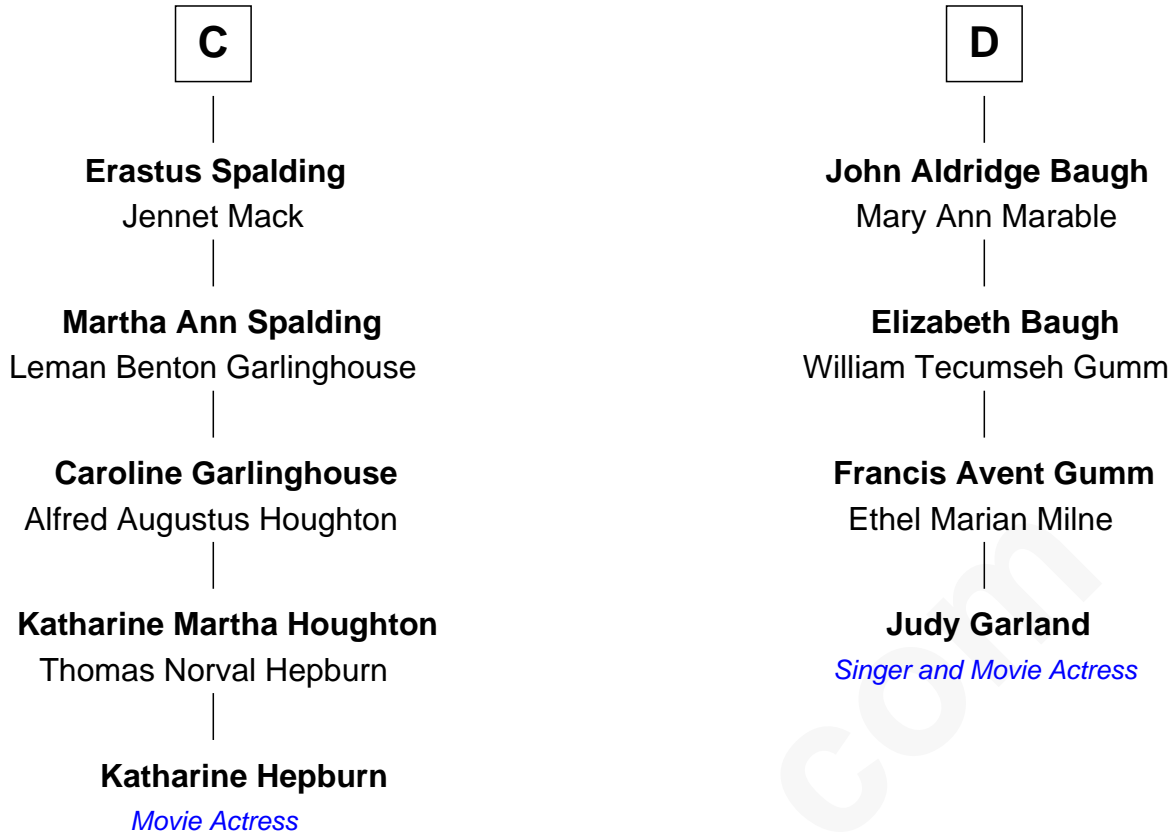 C
Erastus Spalding
Jennet Mack
Martha Ann Spalding
Leman Benton Garlinghouse
Caroline Garlinghouse
Alfred Augustus Houghton
Katharine Martha Houghton
Thomas Norval Hepburn
Katharine Hepburn
Movie Actress
D
John Aldridge Baugh
Mary Ann Marable
Elizabeth Baugh
William Tecumseh Gumm
Francis Avent Gumm
Ethel Marian Milne
Judy Garland
Singer and Movie Actress
com